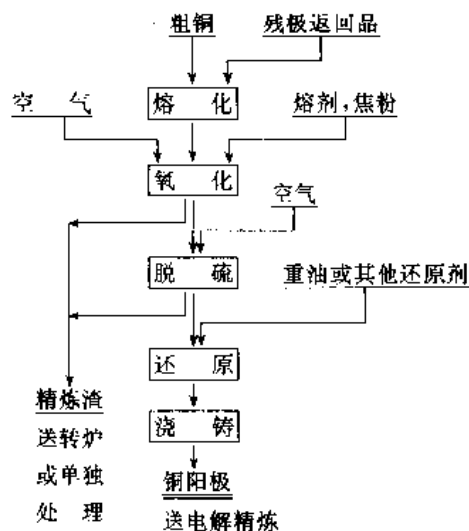 粗铜 残极返回品
空 气 熔 化 熔剂,焦粉
氧 化
空气
脱 硫 重油或其他还原剂
还 原
精炼渣 浇 铸
送转炉
或单独 铜阳极
处 理 送电解精炼